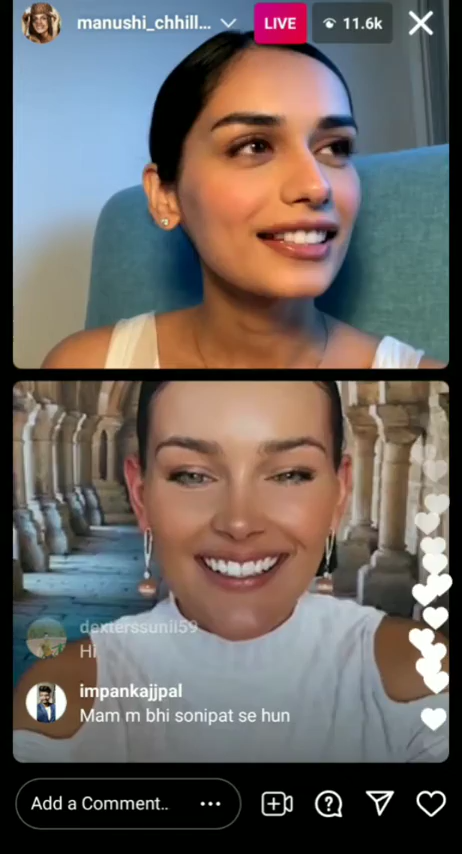 manushi_chhill...
LIVE
11.6k
dexterssunil59
Hi
impankajjpal
Mam m bhi sonipat se hun
Add a Comment..